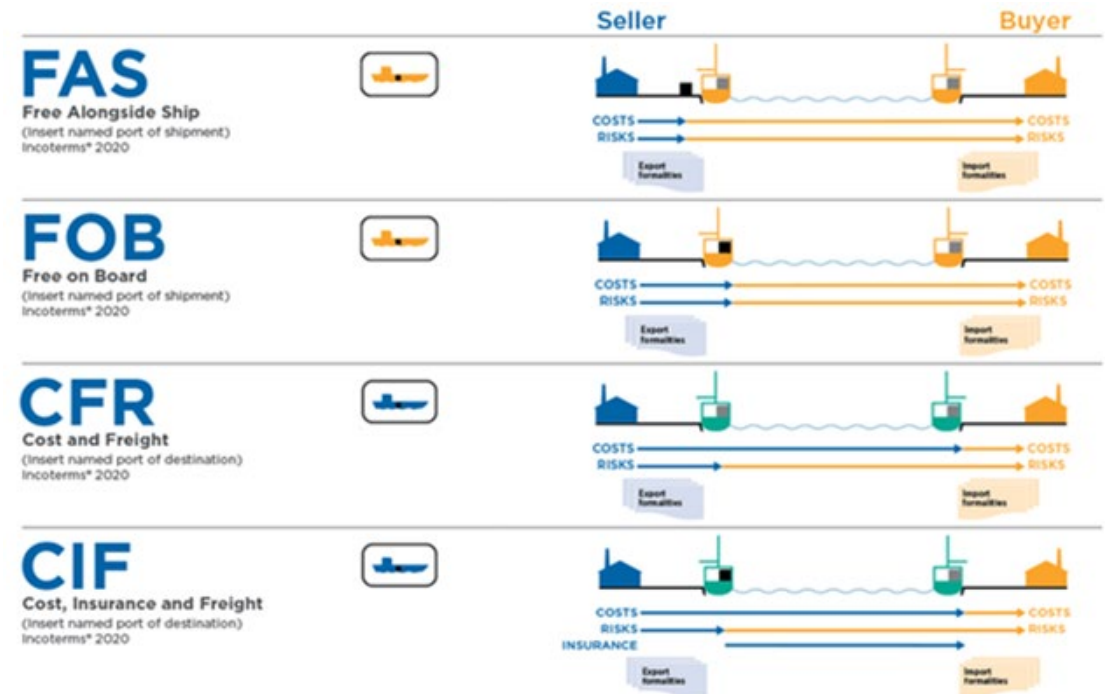 Seller Buyer
FAS
Free Alongside Ship
(Insert named port of shipment)
Incoterms® 2020
COSTS COSTS
RISKS RISKS
Export
formalities
Import
formalities
FOB
Free on Board
(Insert named port of shipment)
Incoterms® 2020
COSTS COSTS
RISKS RISKS
Export
formalities
Import
formalities
CFR
Cost and Freight
(Insert named port of destination)
Incoterms® 2020
COSTS COSTS
RISKS RISKS
Export
formalities
Import
formalities
CIF
Cost, Insurance and Freight
(Insert named port of destination)
Incoterms® 2020
COSTS COSTS
RISKS RISKS
INSURANCE
Export
formalities
Import
formalities